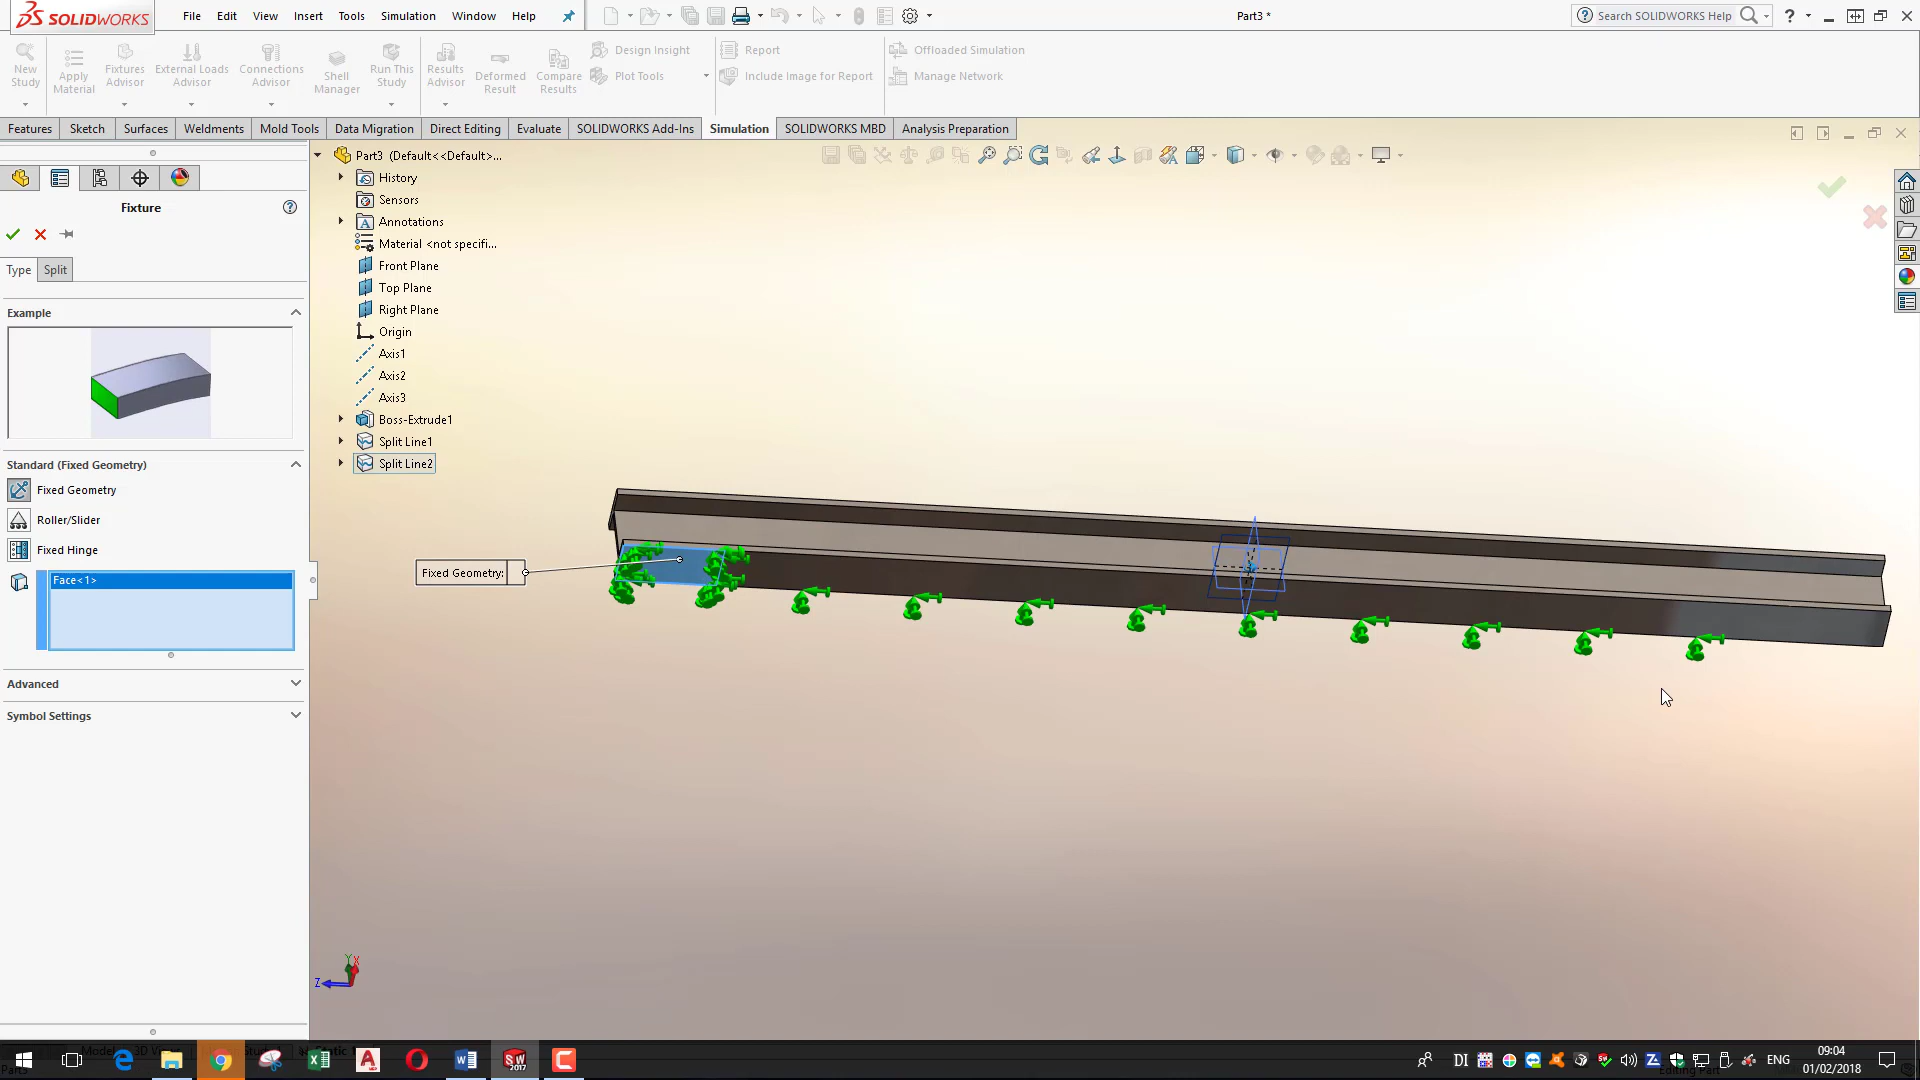 SOLIDWORKS
File Edit View Insert Tools Simulation Window Help
Part3 *
Search SOLIDWORKS Help
New Study
Apply Material
Fixtures Advisor
External Loads Advisor
Connections Advisor
Shell Manager
Run This Study
Results Advisor
Deformed Result
Compare Results
Design Insight
Plot Tools
Report
Include Image for Report
Offloaded Simulation
Manage Network
Features Sketch Surfaces Weldments Mold Tools Data Migration Direct Editing Evaluate SOLIDWORKS Add-Ins Simulation SOLIDWORKS MBD Analysis Preparation
Fixture
Type Split
Example
Standard (Fixed Geometry)
Fixed Geometry
Roller/Slider
Fixed Hinge
Face<1>
Advanced
Symbol Settings
Part3 (Default<<Default>...
History
Sensors
Annotations
Material <not specifi...
Front Plane
Top Plane
Right Plane
Origin
Axis1
Axis2
Axis3
Boss-Extrude1
Split Line1
Split Line2
Fixed Geometry:
Y X
Z
SW 2017
ENG
09:04
01/02/2018
Editing Part